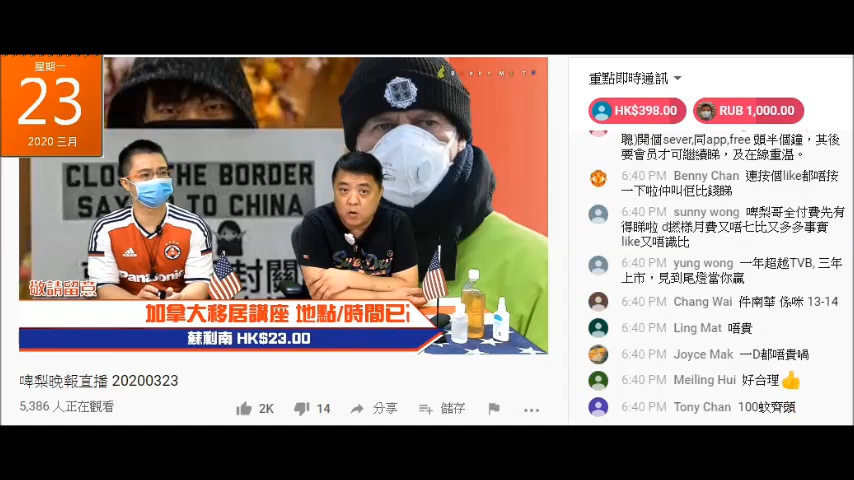 星期一
23
2020 三月
CLOSE THE BORDER
SAY NO TO CHINA
封關
Panasonic
敬請留意
加拿大移居講座 地點/時間已
蘇利南 HK$23.00
啤梨晚報直播 20200323
5,386 人正在觀看
2K
14
分享
儲存
重點即時通訊
HK$398.00
RUB 1,000.00
聰)開個sever,同app,free 頭半個鐘，其後
要會員才可繼續睇，及在線重溫。
6:40 PM Benny Chan 連按個like都唔按
一下啦仲叫佢比錢睇
6:40 PM sunny wong 啤梨哥全付費先有
得睇啦 d撚樣月費又唔七比又多多事實
like又唔識比
6:40 PM yung wong 一年超越TVB, 三年
上市，見到尾燈當你贏
6:40 PM Chang Wai 件南華 係咪 13-14
6:40 PM Ling Mat 唔貴
6:40 PM Joyce Mak 一D都唔貴喎
6:40 PM Meiling Hui 好合理👍
6:40 PM Tony Chan 100蚊齊頭